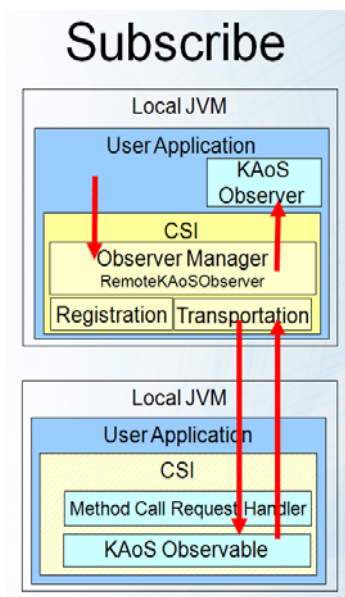 Subscribe
Local JVM
User Application
KAoS
Observer
CSI
Observer Manager
RemoteKAoSObserver
Registration
Transportation
Local JVM
User Application
CSI
Method Call Request Handler
KAoS Observable